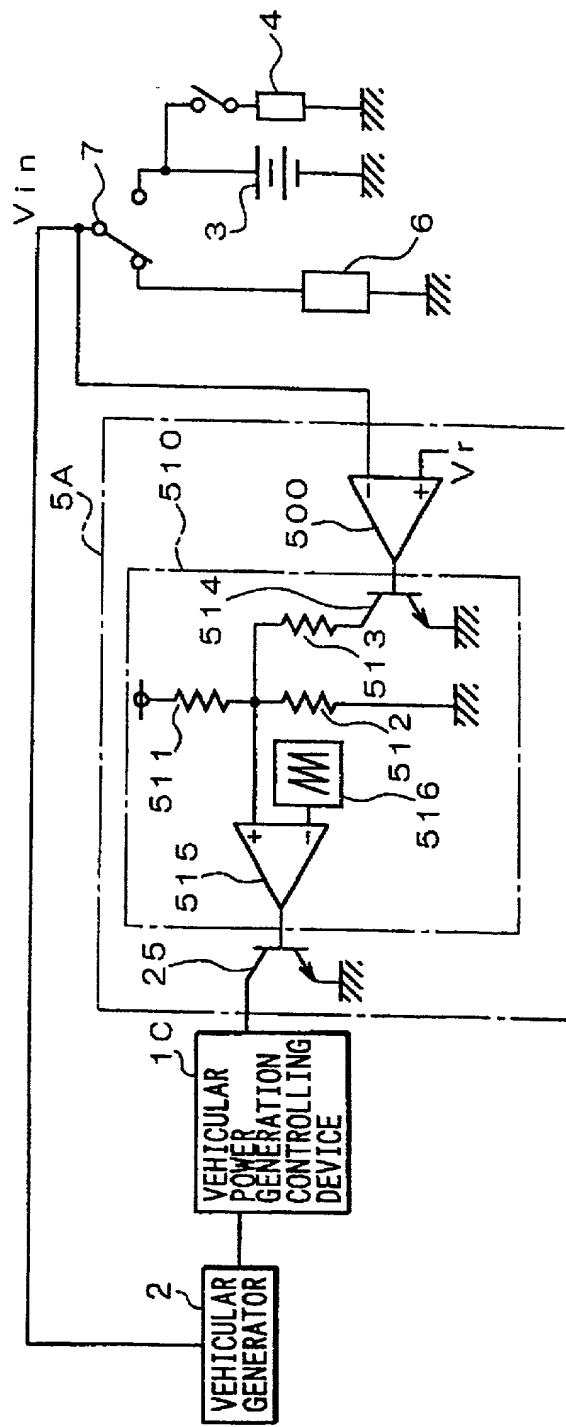 2
VEHICULAR
GENERATOR
1C
VEHICULAR
POWER
GENERATION
CONTROLLING
DEVICE
25
5A
510
515
511
512
516
513
514
500
-
+
Vr
+
-
Vin
7
3
4
6